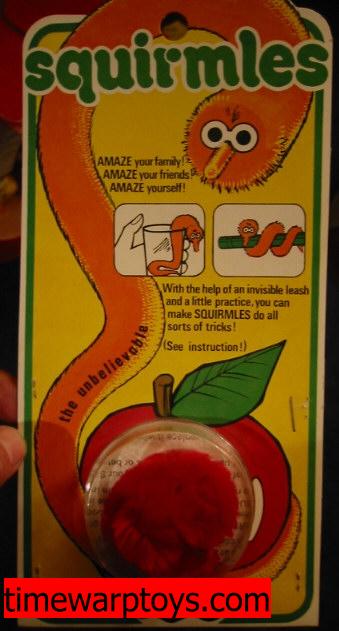 squirmles
AMAZE your family!
AMAZE your friends!
AMAZE yourself!
With the help of an invisible leash
and a little practice, you can
make SQUIRMLES do all
sorts of tricks!
(See instruction!)
the unbelievable
timewarptoys.com